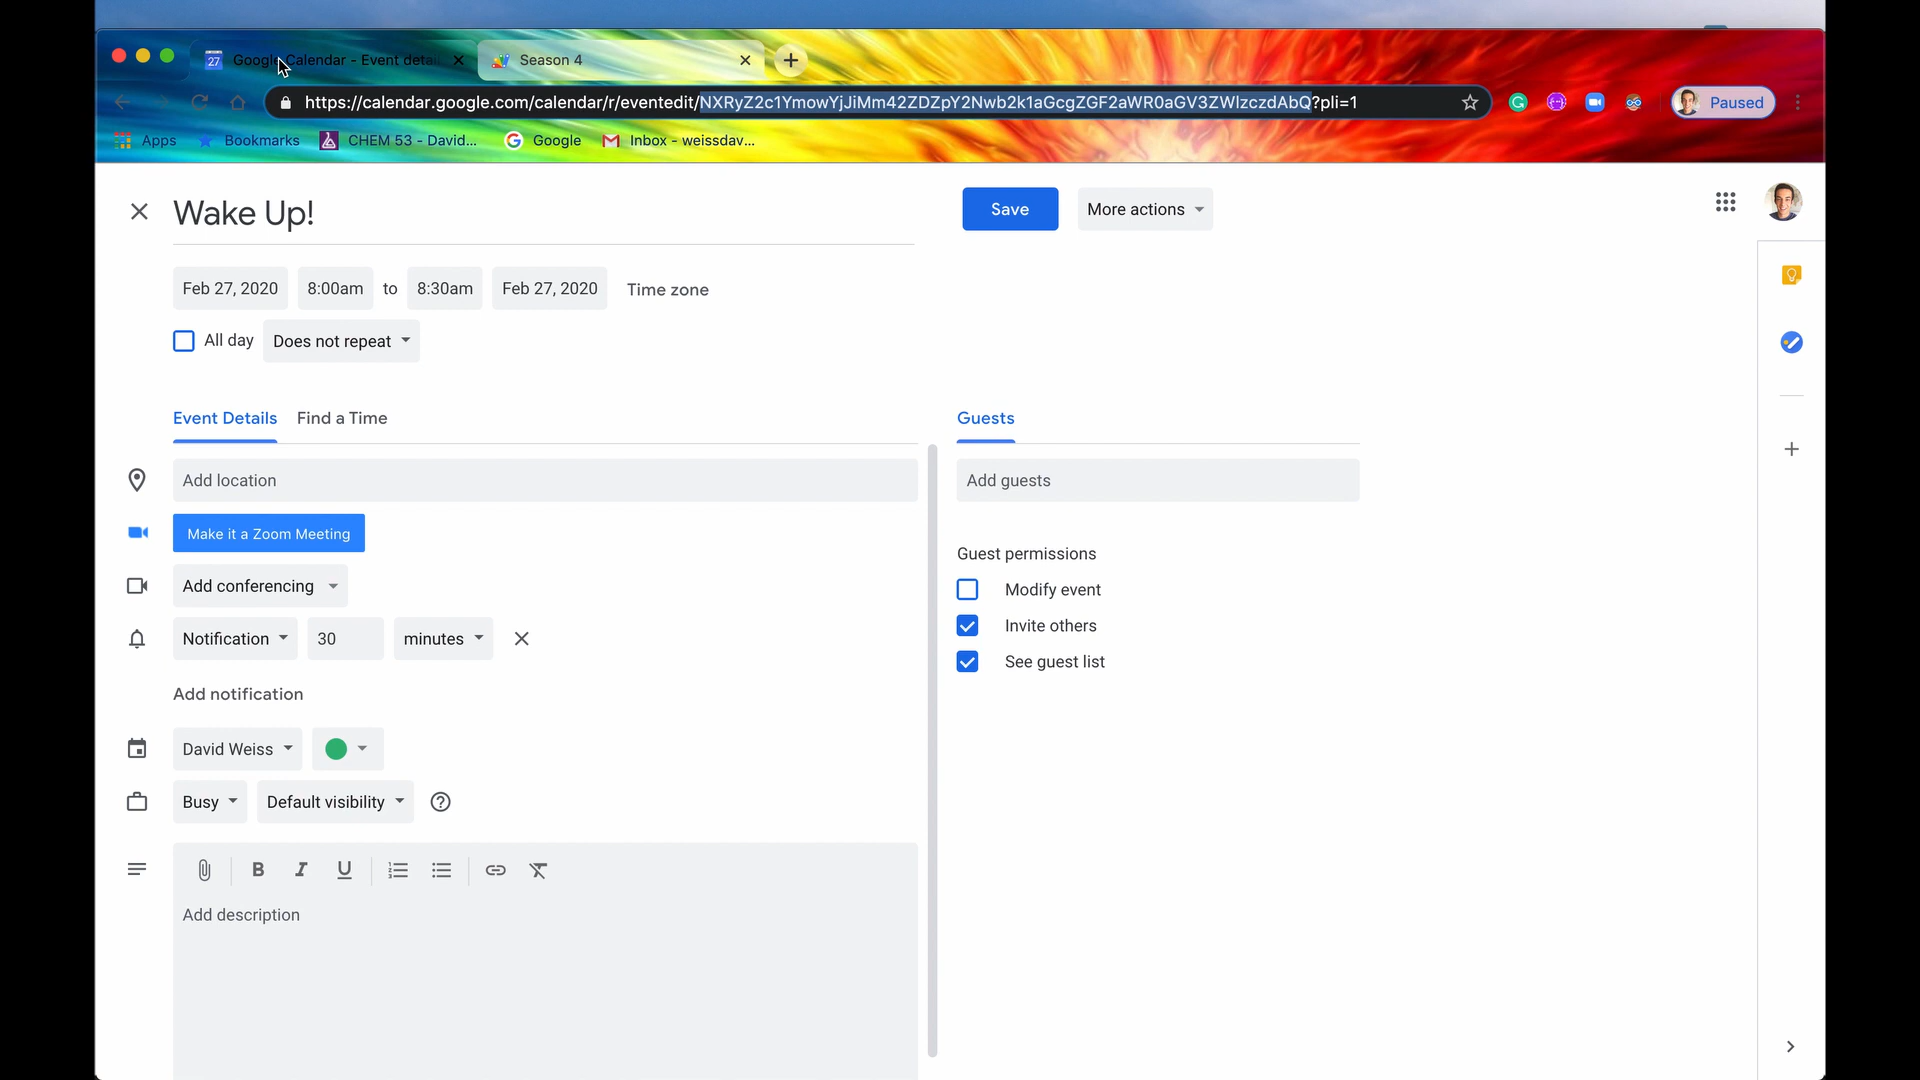 27 Google Calendar - Event detai Season 4
https://calendar.google.com/calendar/r/eventedit/NXRyZ2c1YmowYjJiMm42ZDZpY2Nwb2k1aGcgZGF2aWR0aGV3ZWlzczdAbQ?pli=1 Paused
Apps Bookmarks CHEM 53 - David... Google Inbox - weissdav...
Wake Up! Save More actions
Feb 27, 2020 8:00am to 8:30am Feb 27, 2020 Time zone
All day Does not repeat
Event Details Find a Time Guests
Add location Add guests
Make it a Zoom Meeting
Guest permissions
Add conferencing Modify event
Invite others
Notification 30 minutes
See guest list
Add notification
David Weiss
Busy Default visibility
B I U
Add description